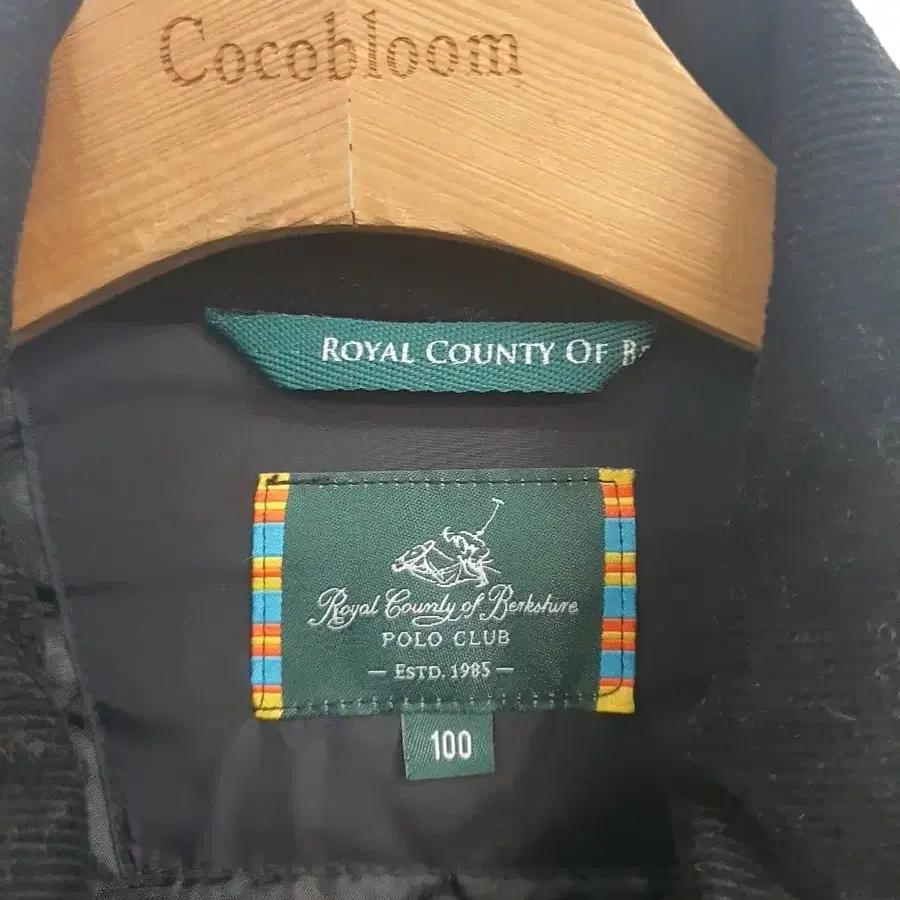 Cocobloom
ROYAL COUNTY OF
Royal County of Berkshire
POLO CLUB
— ESTD. 1985 —
100